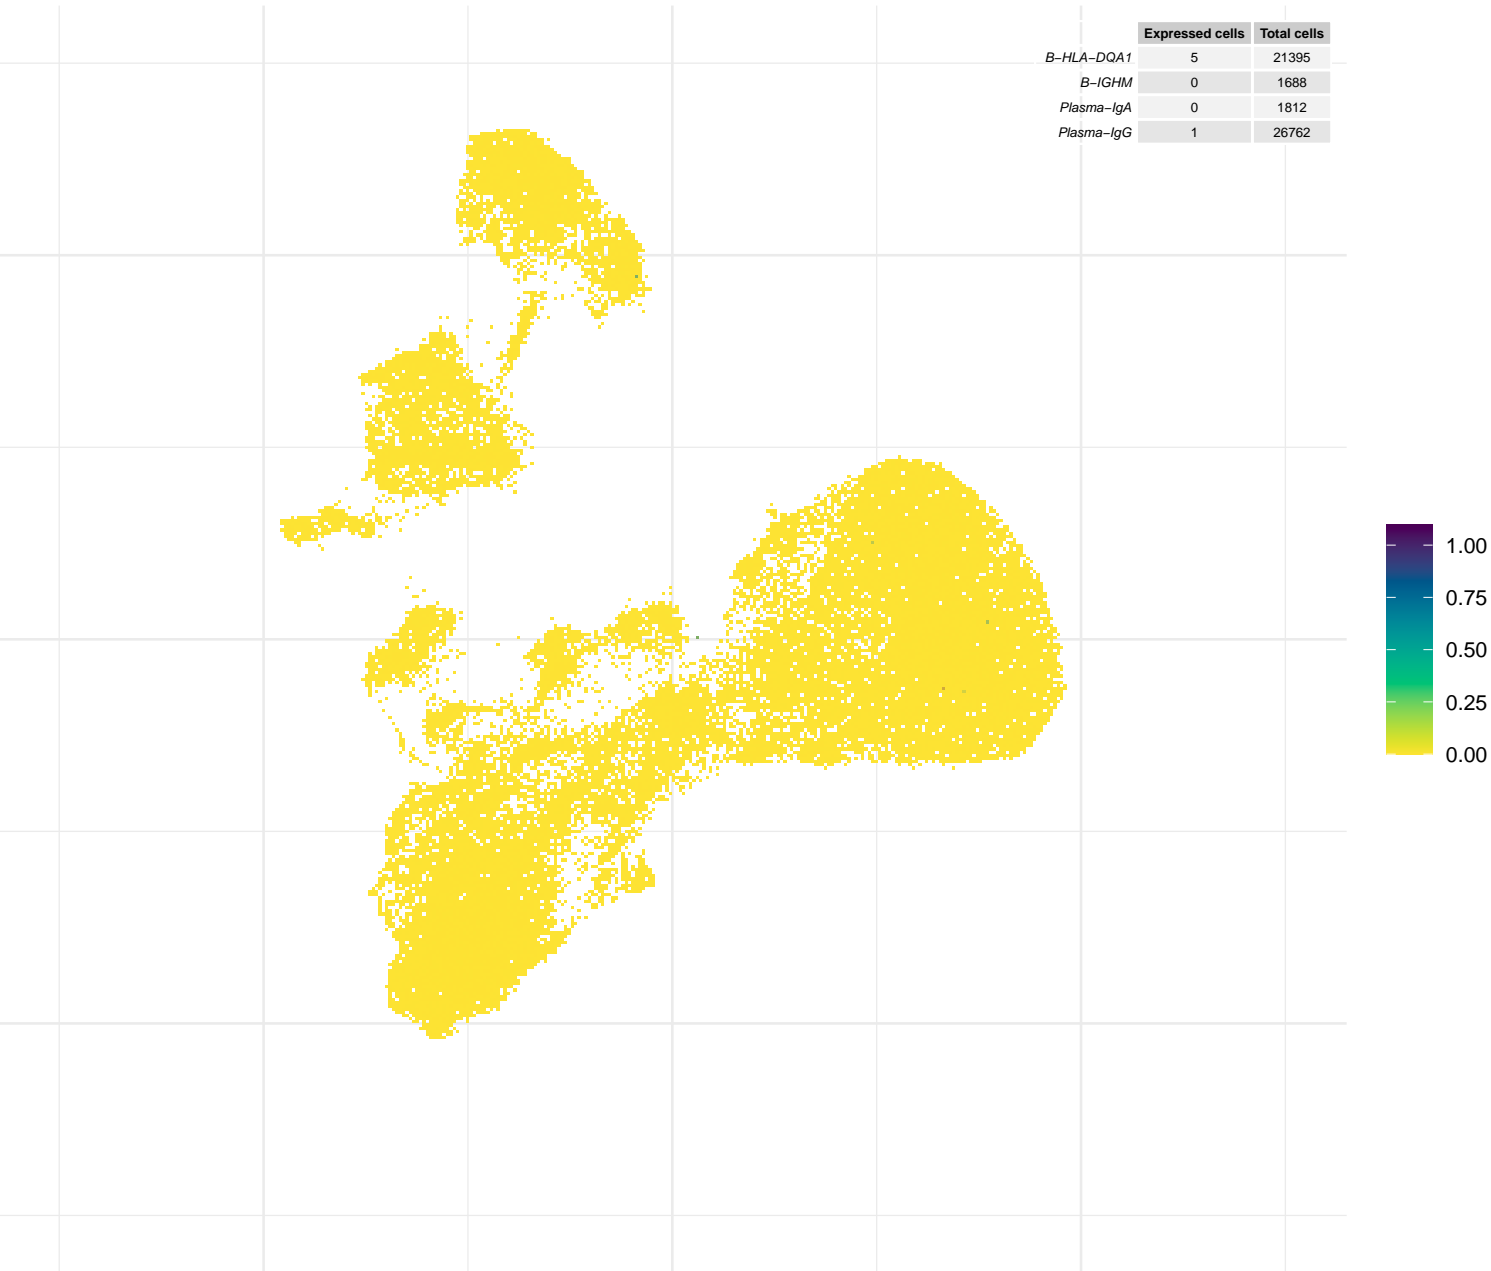 Expressed cells Total cells
B−HLA−DQA1 5 21395
B−IGHM 0 1688
Plasma−IgA 0 1812
Plasma−IgG 1 26762
1.00
0.75
0.50
0.25
0.00